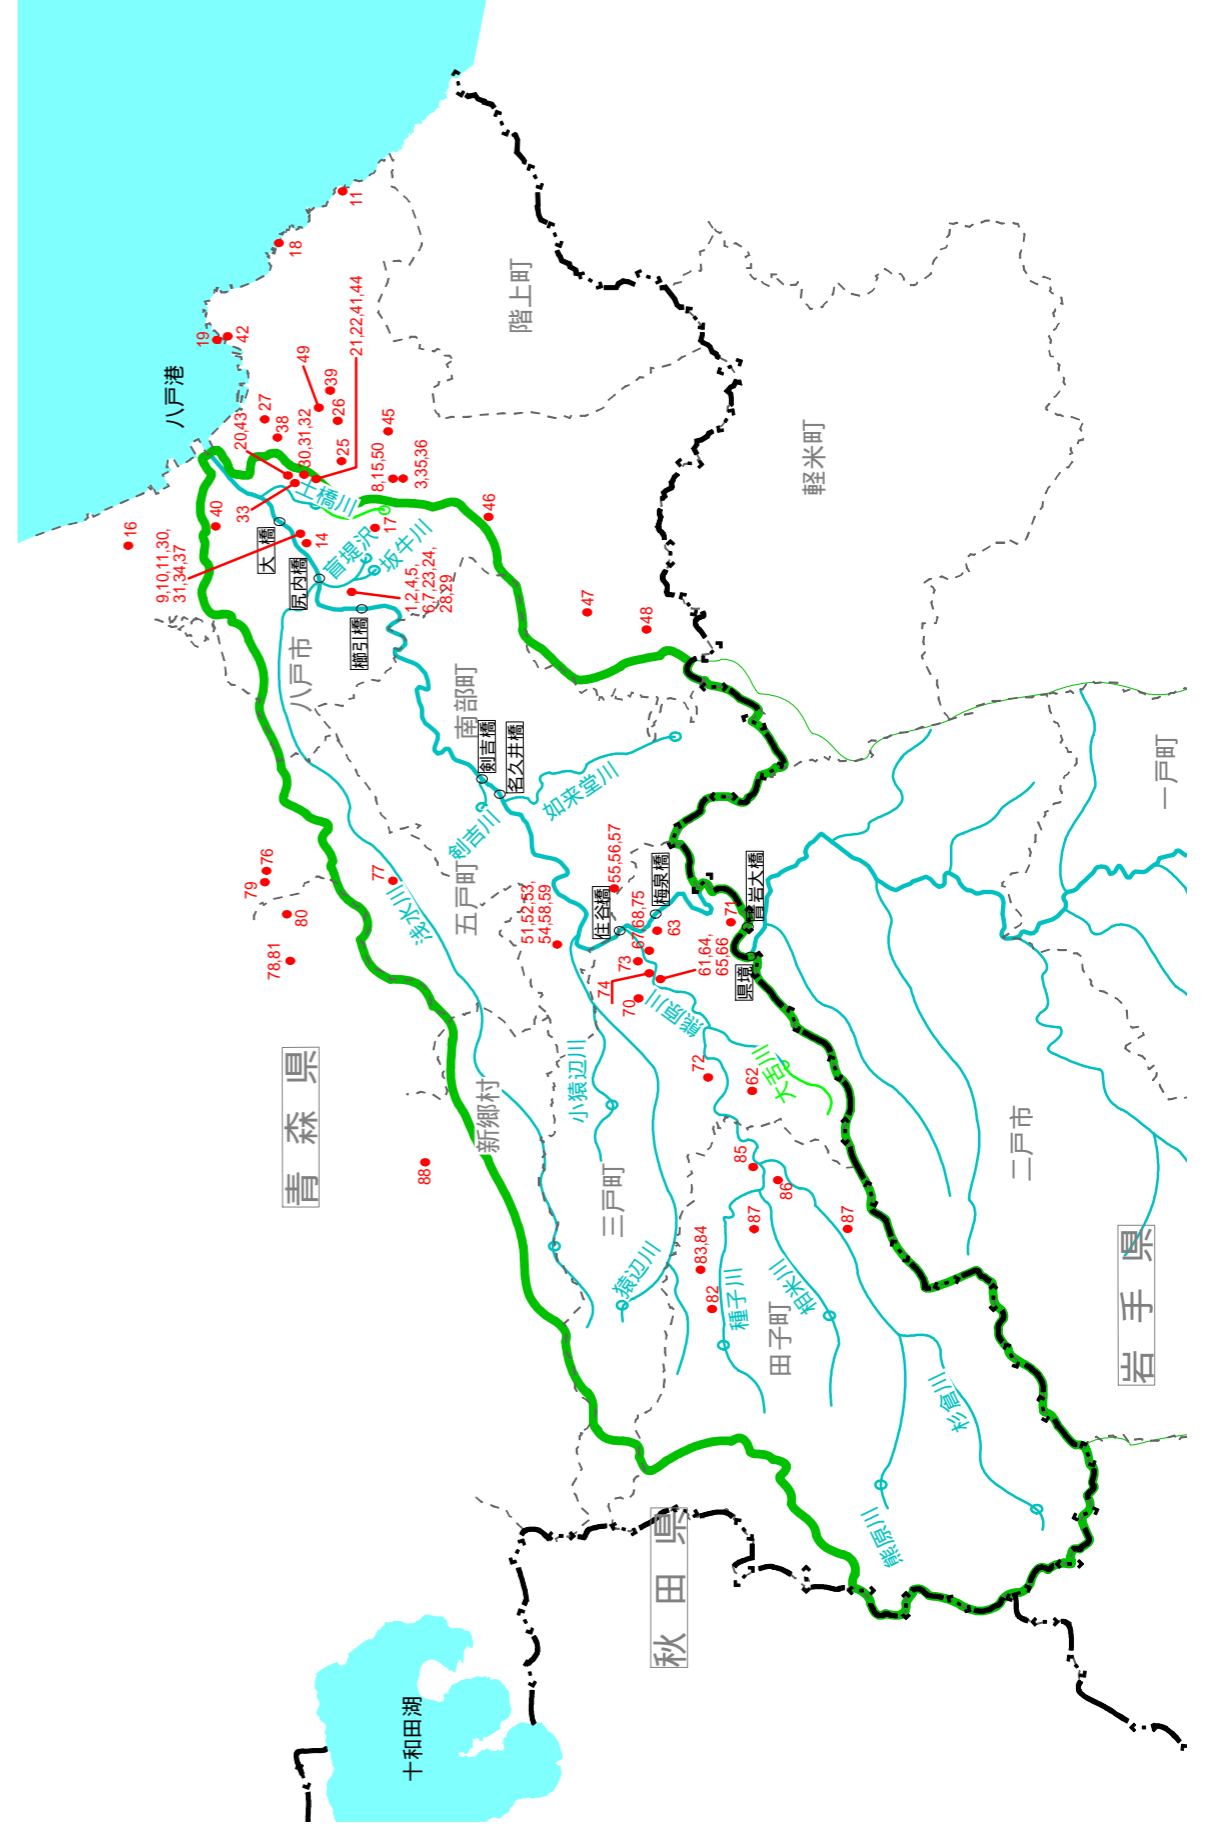 八戸港
11
18
19
42
階上町
21,22,41,44
49
39
27
26
20,43
38
30,31,32
25
45
8,15,50
3,35,36
軽米町
土橋川
33
40
16
46
大 橋
17
9,10,11,30,
31,34,37
14
盲堤沢
坂牛川
尻内橋
1,2,4,5,
6,7,23,24,
28,29
櫛引橋
47
48
八戸市
南部町
剣吉橋
名久井橋
如来堂川
剣吉川
一戸町
76
79
77
80
五戸町
浅水川
78,81
55,56,57
梅泉橋
住谷橋
51,52,53,
54,58,59
67,68,75
63
71
青岩大橋
73
61,64,
65,66
県境
74
70
熊原川
青 森 県
72
62
大舌川
小猿辺川
新郷村
二戸市
88
85
86
三戸町
87
87
83,84
82
猿辺川
種子川
相米川
田子町
岩 手 県
杉倉川
熊原川
秋 田 県
十和田湖